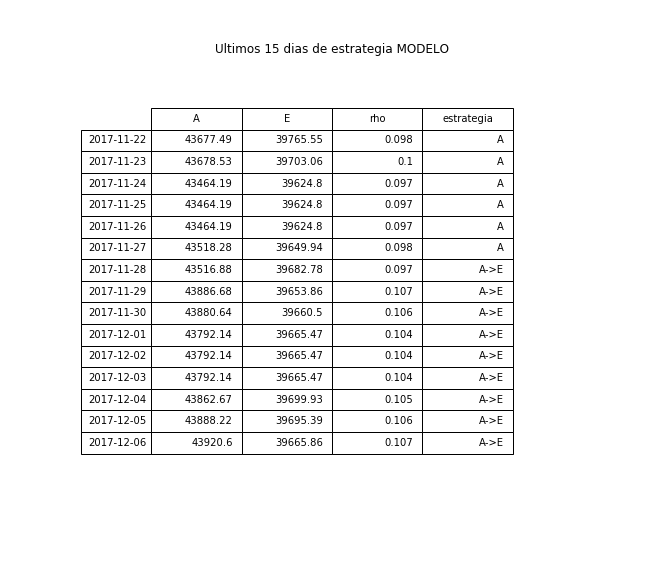 Ultimos 15 dias de estrategia MODELO
A E rho estrategia
2017-11-22 43677.49 39765.55 0.098 A
2017-11-23 43678.53 39703.06 0.1 A
2017-11-24 43464.19 39624.8 0.097 A
2017-11-25 43464.19 39624.8 0.097 A
2017-11-26 43464.19 39624.8 0.097 A
2017-11-27 43518.28 39649.94 0.098 A
2017-11-28 43516.88 39682.78 0.097 A->E
2017-11-29 43886.68 39653.86 0.107 A->E
2017-11-30 43880.64 39660.5 0.106 A->E
2017-12-01 43792.14 39665.47 0.104 A->E
2017-12-02 43792.14 39665.47 0.104 A->E
2017-12-03 43792.14 39665.47 0.104 A->E
2017-12-04 43862.67 39699.93 0.105 A->E
2017-12-05 43888.22 39695.39 0.106 A->E
2017-12-06 43920.6 39665.86 0.107 A->E